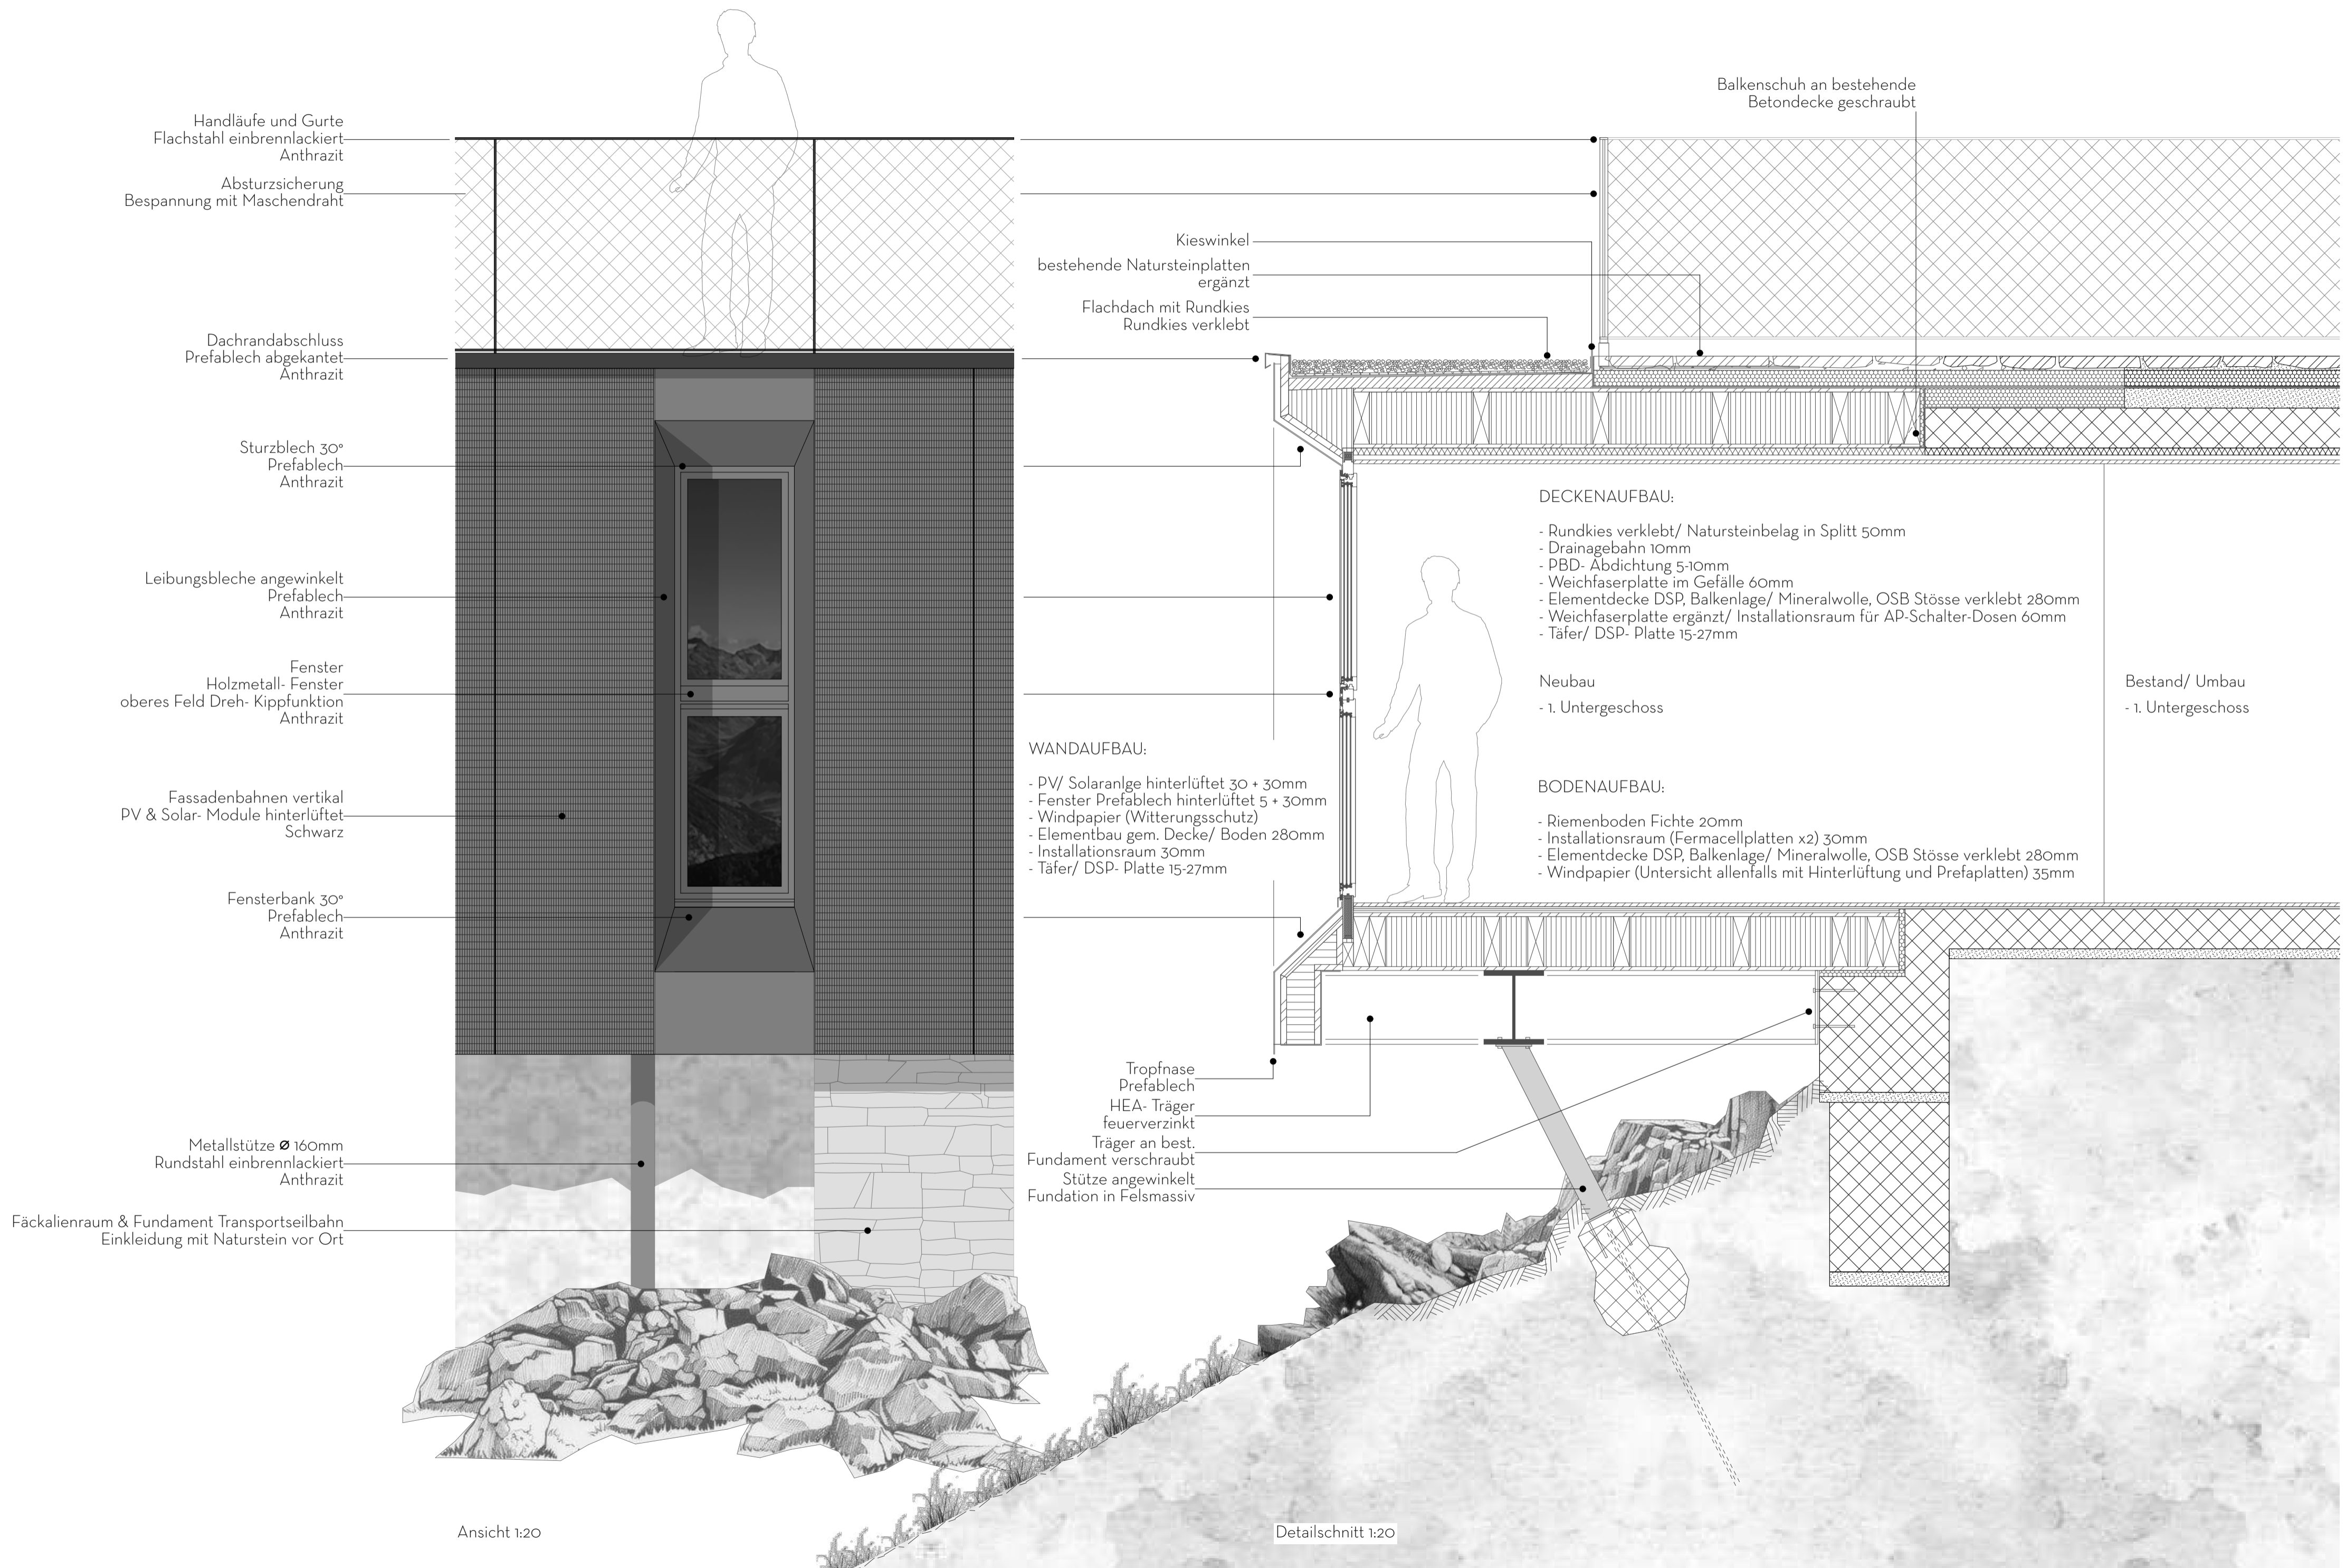 Handläufe und Gurte
Flachstahl einbrennlackiert
Anthrazit
Absturzsicherung
Bespannung mit Maschendraht
Dachrandabschluss
Prefablech abgekantet
Anthrazit
Sturzblech 30°
Prefablech
Anthrazit
Leibungsbleche angewinkelt
Prefablech
Anthrazit
Fenster
Holzmetall- Fenster
oberes Feld Dreh- Kippfunktion
Anthrazit
Fassadenbahnen vertikal
PV & Solar- Module hinterlüftet
Schwarz
Fensterbank 30°
Prefablech
Anthrazit
Metallstütze Ø 160mm
Rundstahl einbrennlackiert
Anthrazit
Fäckalienraum & Fundament Transportseilbahn
Einkleidung mit Naturstein vor Ort
Ansicht 1:20
Balkenschuh an bestehende
Betondecke geschraubt
Kieswinkel
bestehende Natursteinplatten
ergänzt
Flachdach mit Rundkies
Rundkies verklebt
DECKENAUFBAU:
- Rundkies verklebt/ Natursteinbelag in Splitt 50mm
- Drainagebahn 10mm
- PBD- Abdichtung 5-10mm
- Weichfaserplatte im Gefälle 60mm
- Elementdecke DSP, Balkenlage/ Mineralwolle, OSB Stösse verklebt 280mm
- Weichfaserplatte ergänzt/ Installationsraum für AP-Schalter-Dosen 60mm
- Täfer/ DSP- Platte 15-27mm
Neubau
- 1. Untergeschoss
Bestand/ Umbau
- 1. Untergeschoss
WANDAUFBAU:
- PV/ Solaranlge hinterlüftet 30 + 30mm
- Fenster Prefablech hinterlüftet 5 + 30mm
- Windpapier (Witterungsschutz)
- Elementbau gem. Decke/ Boden 280mm
- Installationsraum 30mm
- Täfer/ DSP- Platte 15-27mm
BODENAUFBAU:
- Riemenboden Fichte 20mm
- Installationsraum (Fermacellplatten x2) 30mm
- Elementdecke DSP, Balkenlage/ Mineralwolle, OSB Stösse verklebt 280mm
- Windpapier (Untersicht allenfalls mit Hinterlüftung und Prefaplatten) 35mm
Tropfnase
Prefablech
HEA- Träger
feuerverzinkt
Träger an best.
Fundament verschraubt
Stütze angewinkelt
Fundation in Felsmassiv
Detailschnitt 1:20